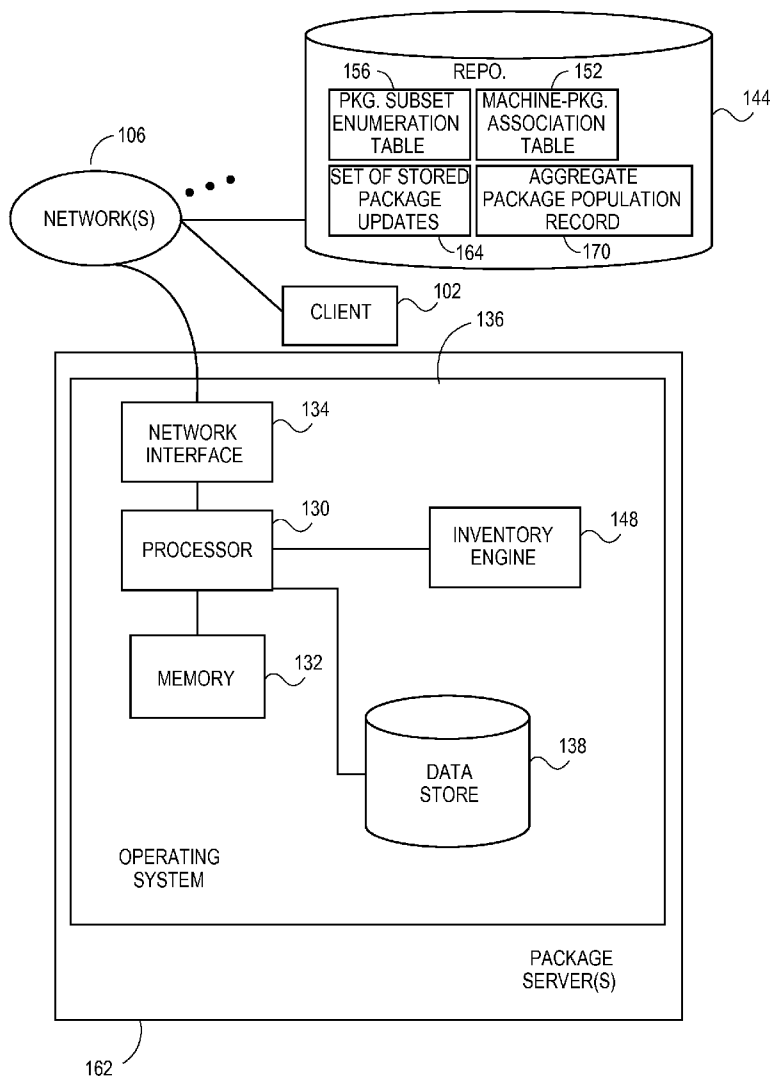 REPO.
156
152
PKG. SUBSET
ENUMERATION
TABLE
MACHINE-PKG.
ASSOCIATION
TABLE
144
SET OF STORED
PACKAGE
UPDATES
AGGREGATE
PACKAGE POPULATION
RECORD
164
170
106
NETWORK(S)
CLIENT
102
136
NETWORK
INTERFACE
134
PROCESSOR
130
INVENTORY
ENGINE
148
MEMORY
132
DATA
STORE
138
OPERATING
SYSTEM
PACKAGE
SERVER(S)
162